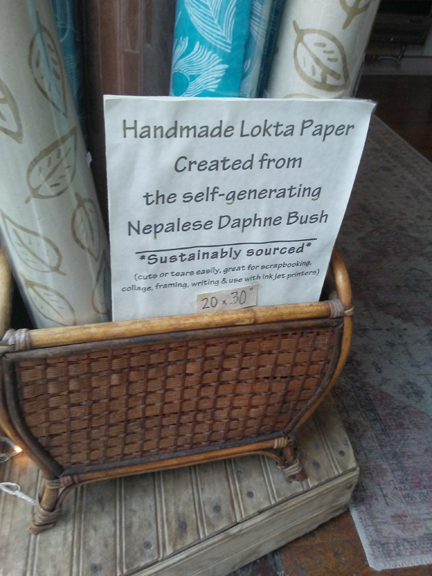 Handmade Lokta Paper
Created from
the self-generating
Nepalese Daphne Bush
*Sustainably sourced*
(cuts or tears easily, great for scrapbooking,
collage, framing, writing & use with ink jet printers)
20 x 30"